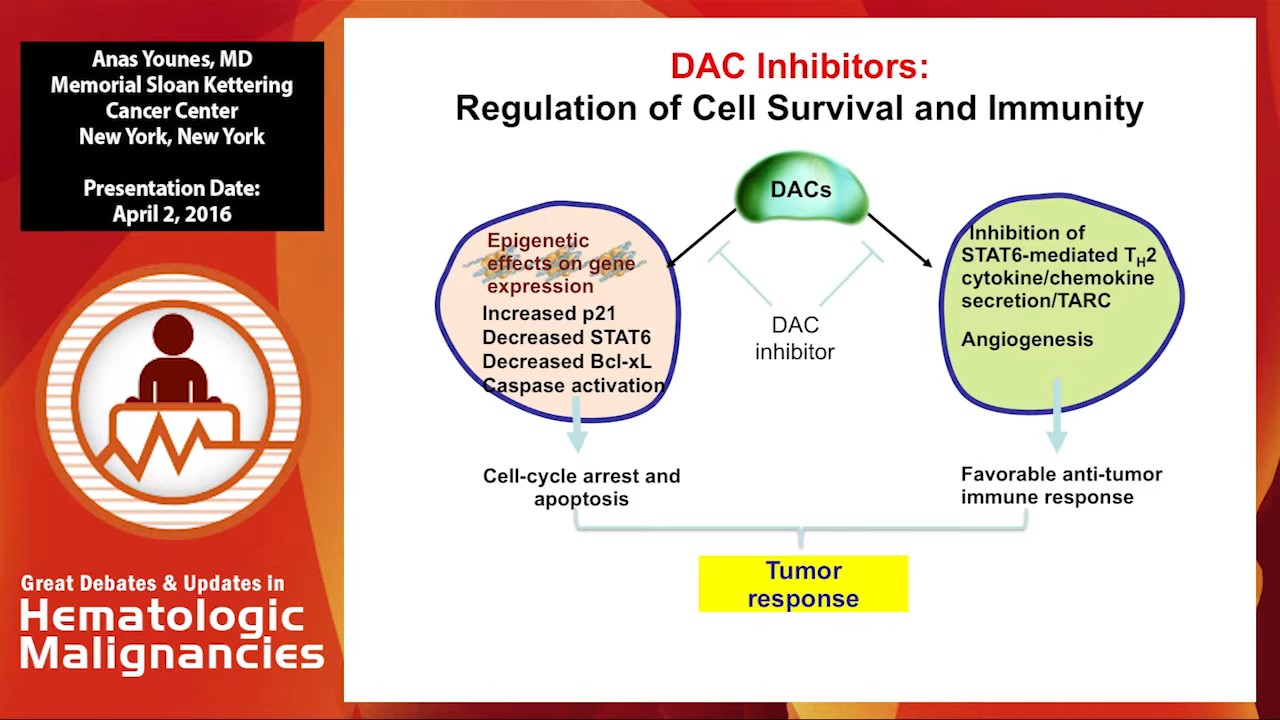 Anas Younes, MD
Memorial Sloan Kettering
Cancer Center
New York, New York
Presentation Date:
April 2, 2016
Great Debates & Updates in
Hematologic
Malignancies
DAC Inhibitors:
Regulation of Cell Survival and Immunity
DACs
Epigenetic
effects on gene
expression
Increased p21
Decreased STAT6
Decreased Bcl-xL
Caspase activation
DAC
inhibitor
Inhibition of
STAT6-mediated TH2
cytokine/chemokine
secretion/TARC
Angiogenesis
Cell-cycle arrest and
apoptosis
Favorable anti-tumor
immune response
Tumor
response